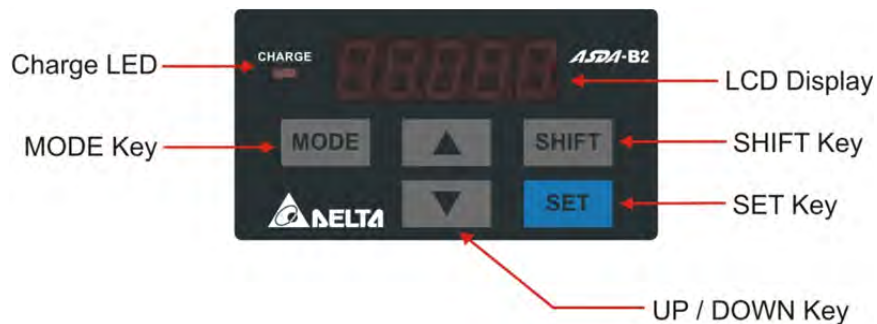 CHARGE
ASDA-B2
Charge LED
LCD Display
MODE
SHIFT
MODE Key
SHIFT Key
SET
SET Key
DELTA
UP / DOWN Key